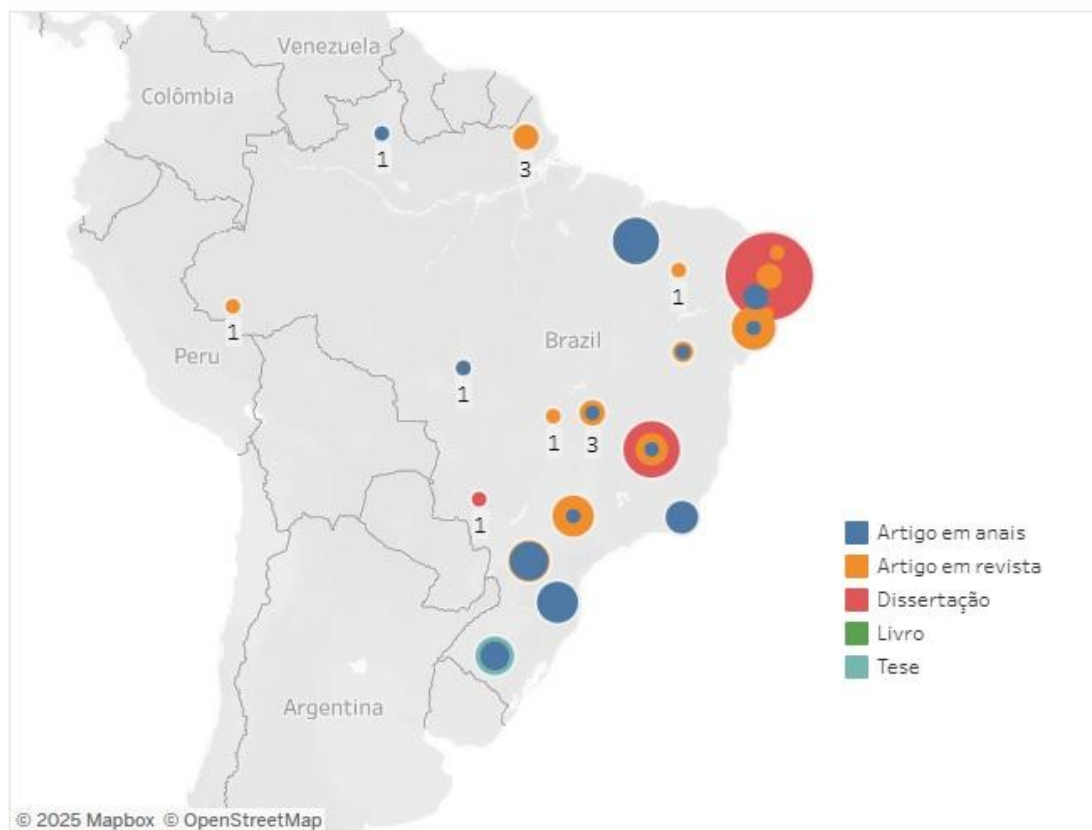 Venezuela
Colômbia
1
3
1
1
Brazil
Peru
1
1
3
1
Artigo em anais
Artigo em revista
Dissertação
Livro
Tese
Argentina
© 2025 Mapbox © OpenStreetMap